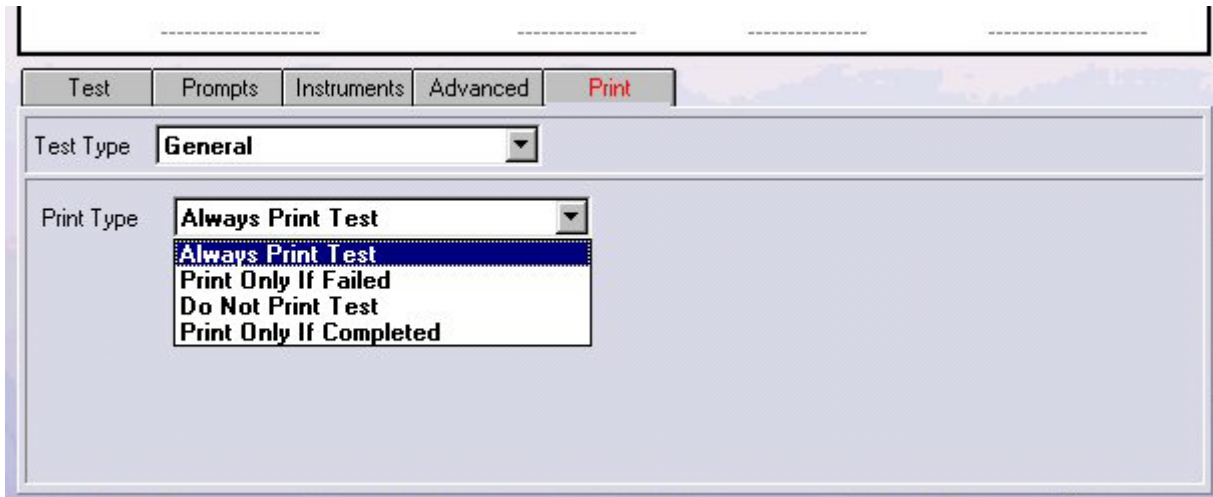 Test Prompts Instruments Advanced Print
Test Type General
Print Type Always Print Test
Always Print Test
Print Only If Failed
Do Not Print Test
Print Only If Completed